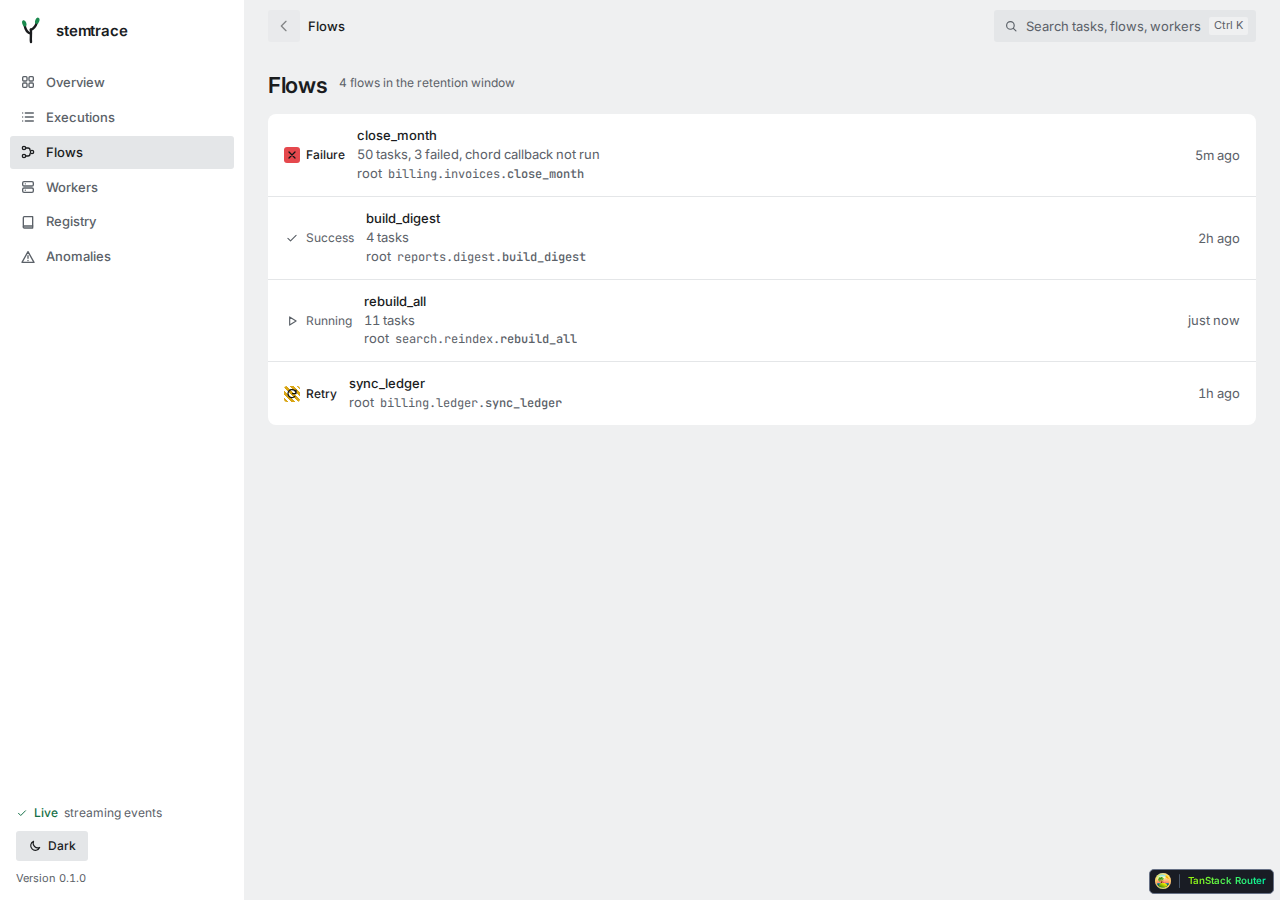 stemtrace
Overview
Executions
Flows
Workers
Registry
Anomalies
Live streaming events
Dark
Version 0.1.0
Flows
Search tasks, flows, workers Ctrl K
Flows 4 flows in the retention window
Failure
close_month
50 tasks, 3 failed, chord callback not run
root billing.invoices.close_month
5m ago
Success
build_digest
4 tasks
root reports.digest.build_digest
2h ago
Running
rebuild_all
11 tasks
root search.reindex.rebuild_all
just now
Retry
sync_ledger
root billing.ledger.sync_ledger
1h ago
TanStack Router